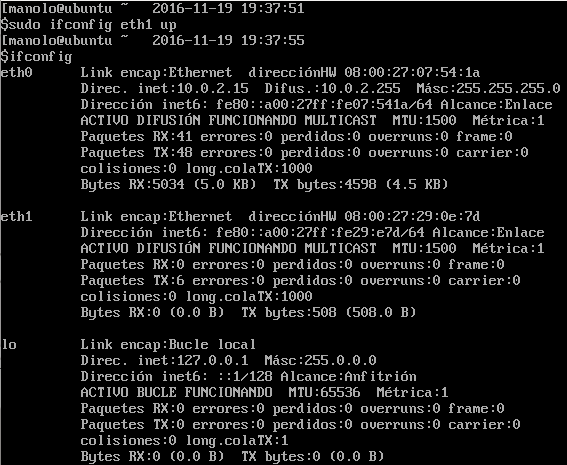 [manolo@ubuntu ~   2016-11-19 19:37:51
$sudo ifconfig eth1 up
[manolo@ubuntu ~   2016-11-19 19:37:55
$ifconfig
eth0      Link encap:Ethernet  direcciónHW 08:00:27:07:54:1a
          Direc. inet:10.0.2.15  Difus.:10.0.2.255  Másc:255.255.255.0
          Dirección inet6: fe80::a00:27ff:fe07:541a/64 Alcance:Enlace
          ACTIVO DIFUSIÓN FUNCIONANDO MULTICAST  MTU:1500  Métrica:1
          Paquetes RX:41 errores:0 perdidos:0 overruns:0 frame:0
          Paquetes TX:48 errores:0 perdidos:0 overruns:0 carrier:0
          colisiones:0 long.colaTX:1000
          Bytes RX:5034 (5.0 KB)  TX bytes:4598 (4.5 KB)

eth1      Link encap:Ethernet  direcciónHW 08:00:27:29:0e:7d
          Dirección inet6: fe80::a00:27ff:fe29:e7d/64 Alcance:Enlace
          ACTIVO DIFUSIÓN FUNCIONANDO MULTICAST  MTU:1500  Métrica:1
          Paquetes RX:0 errores:0 perdidos:0 overruns:0 frame:0
          Paquetes TX:6 errores:0 perdidos:0 overruns:0 carrier:0
          colisiones:0 long.colaTX:1000
          Bytes RX:0 (0.0 B)  TX bytes:508 (508.0 B)

lo        Link encap:Bucle local
          Direc. inet:127.0.0.1  Másc:255.0.0.0
          Dirección inet6: ::1/128 Alcance:Anfitrión
          ACTIVO BUCLE FUNCIONANDO  MTU:65536  Métrica:1
          Paquetes RX:0 errores:0 perdidos:0 overruns:0 frame:0
          Paquetes TX:0 errores:0 perdidos:0 overruns:0 carrier:0
          colisiones:0 long.colaTX:1
          Bytes RX:0 (0.0 B)  TX bytes:0 (0.0 B)